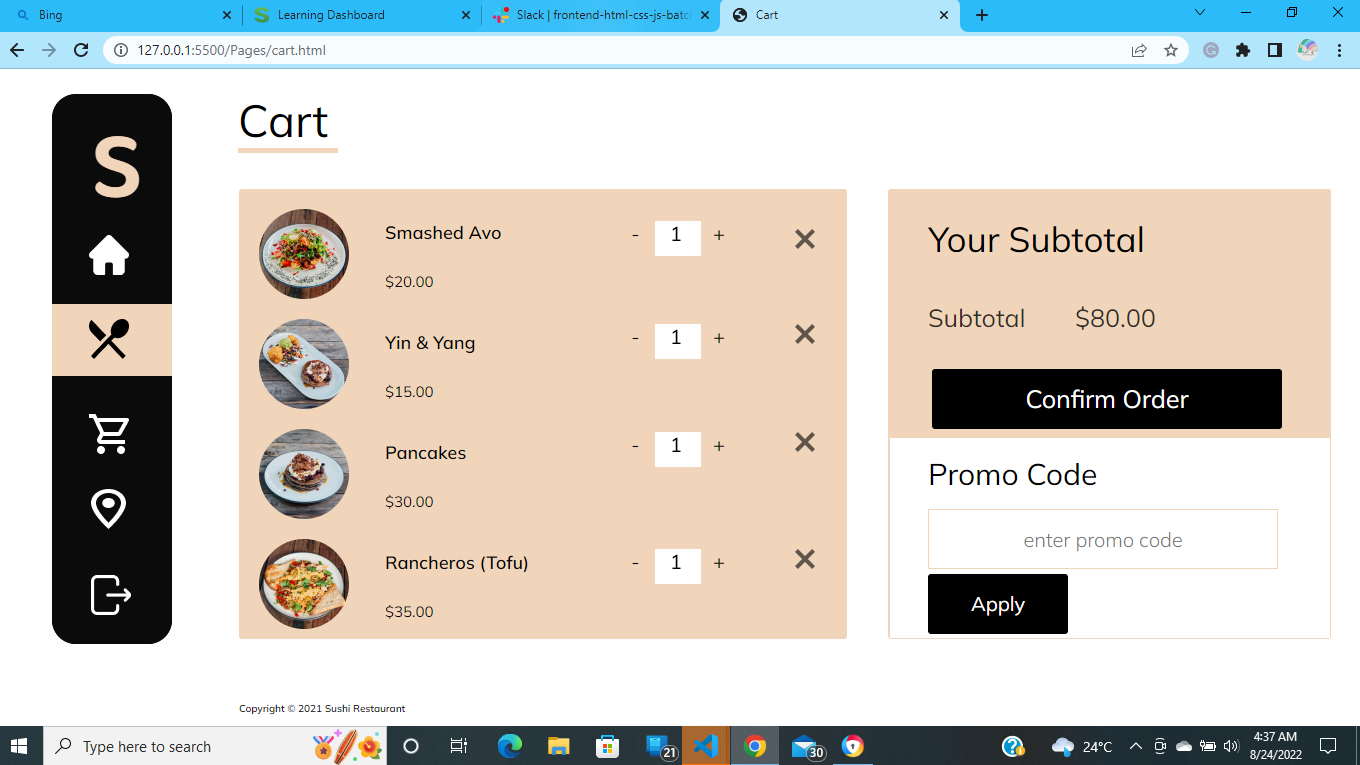 Bing
Learning Dashboard
Slack | frontend-html-css-js-batc
Cart
127.0.0.1:5500/Pages/cart.html
S
Cart
Smashed Avo
- 1 +
$20.00
Yin & Yang
- 1 +
$15.00
Pancakes
- 1 +
$30.00
Rancheros (Tofu)
- 1 +
$35.00
Your Subtotal
Subtotal $80.00
Confirm Order
Promo Code
enter promo code
Apply
Copyright © 2021 Sushi Restaurant
Type here to search
21
30
24°C
4:37 AM
8/24/2022